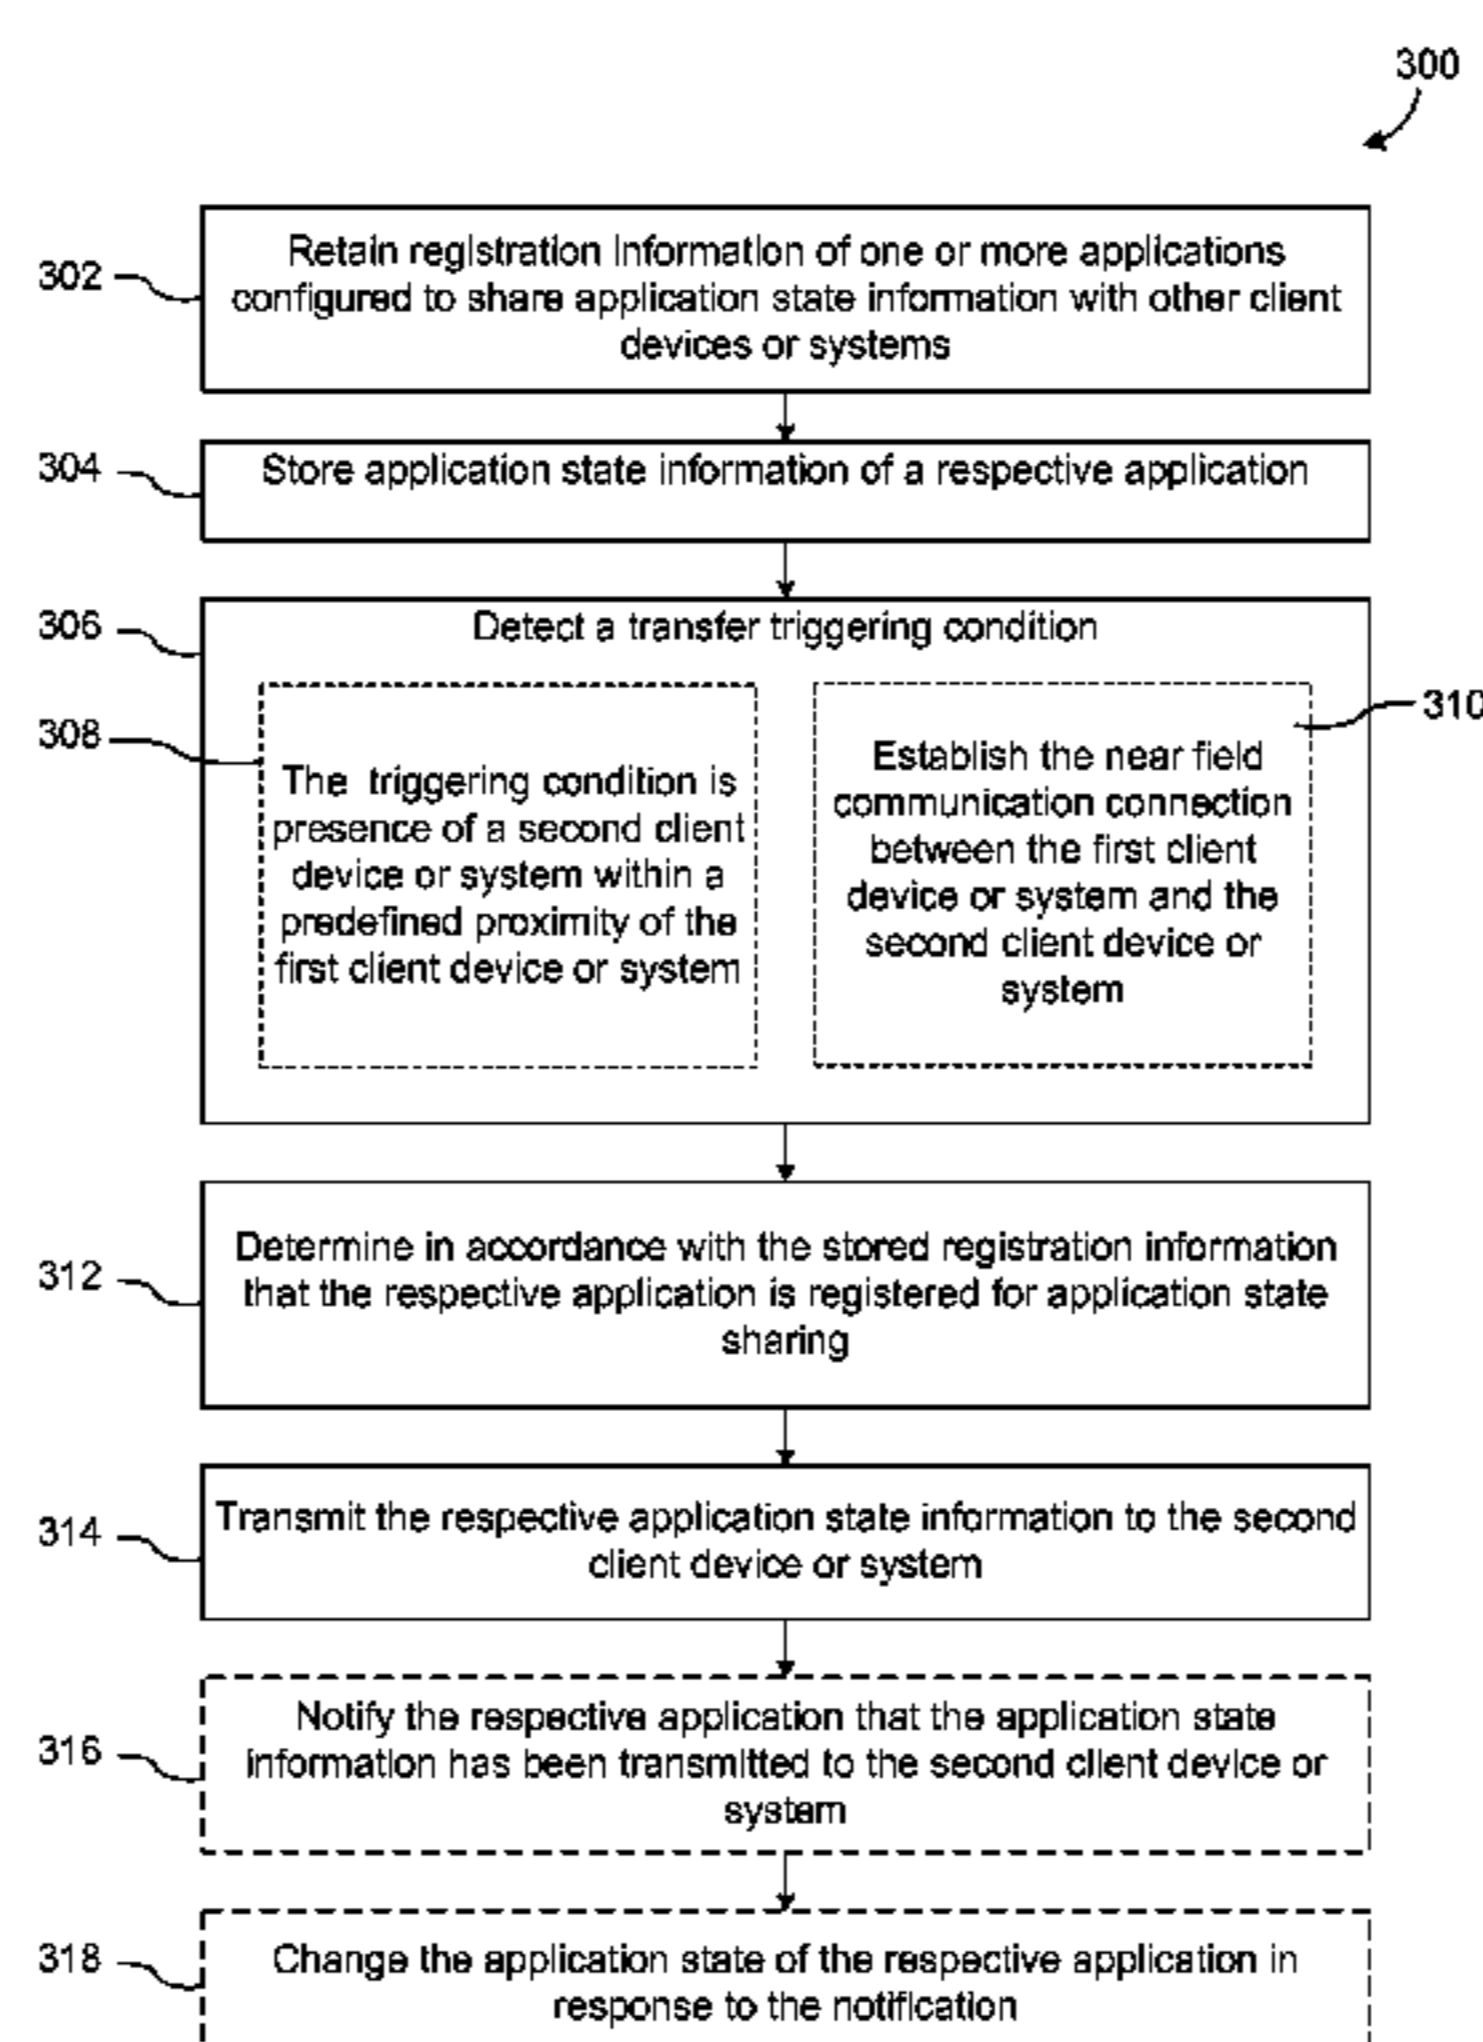 300
302
Retain registration information of one or more applications
configured to share application state information with other client
devices or systems
304
Store application state information of a respective application
306
Detect a transfer triggering condition
308
The triggering condition is
presence of a second client
device or system within a
predefined proximity of the
first client device or system
310
Establish the near field
communication connection
between the first client
device or system and the
second client device or
system
312
Determine in accordance with the stored registration information
that the respective application is registered for application state
sharing
314
Transmit the respective application state information to the second
client device or system
316
Notify the respective application that the application state
information has been transmitted to the second client device or
system
318
Change the application state of the respective application in
response to the notification